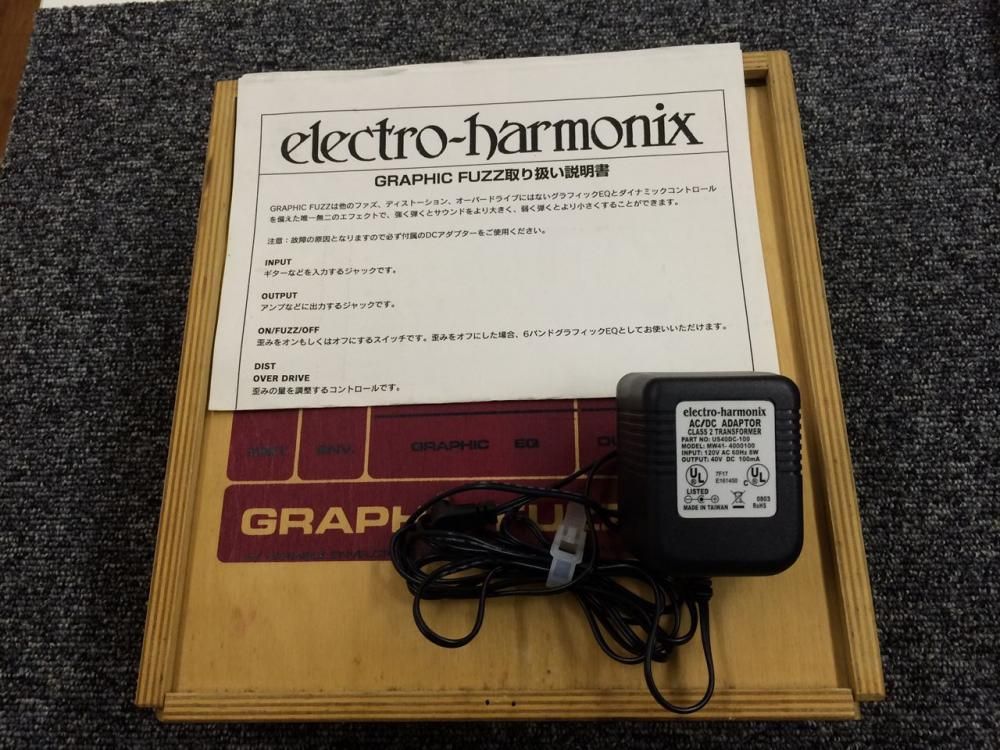 electro-harmonix
GRAPHIC FUZZ取り扱い説明書
GRAPHIC FUZZは他のファズ、ディストーション、オーバードライブにはないグラフィックEQとダイナミックコントロール
を備えた唯一無二のエフェクトで、強く弾くとサウンドをより大きく、弱く弾くとより小さくすることができます。
注意：故障の原因となりますので必ず付属のDCアダプターをご使用ください。
INPUT
ギターなどを入力するジャックです。
OUTPUT
アンプなどに出力するジャックです。
ON/FUZZ/OFF
歪みをオンもしくはオフにするスイッチです。歪みをオフにした場合、6バンドグラフィックEQとしてお使いいただけます。
DIST
OVER DRIVE
歪みの量を調整するコントロールです。
electro-harmonix
AC/DC ADAPTOR
CLASS 2 TRANSFORMER
PART NO: US40DC-100
MODEL: MW41-4000100
INPUT: 120V AC 60Hz 8W
OUTPUT: 40V DC 100mA
UL
7F17
E161450
C UL
LISTED
0803
MADE IN TAIWAN
RoHS
ENV.
GRAPHIC EQ
GRAPH FUZZ